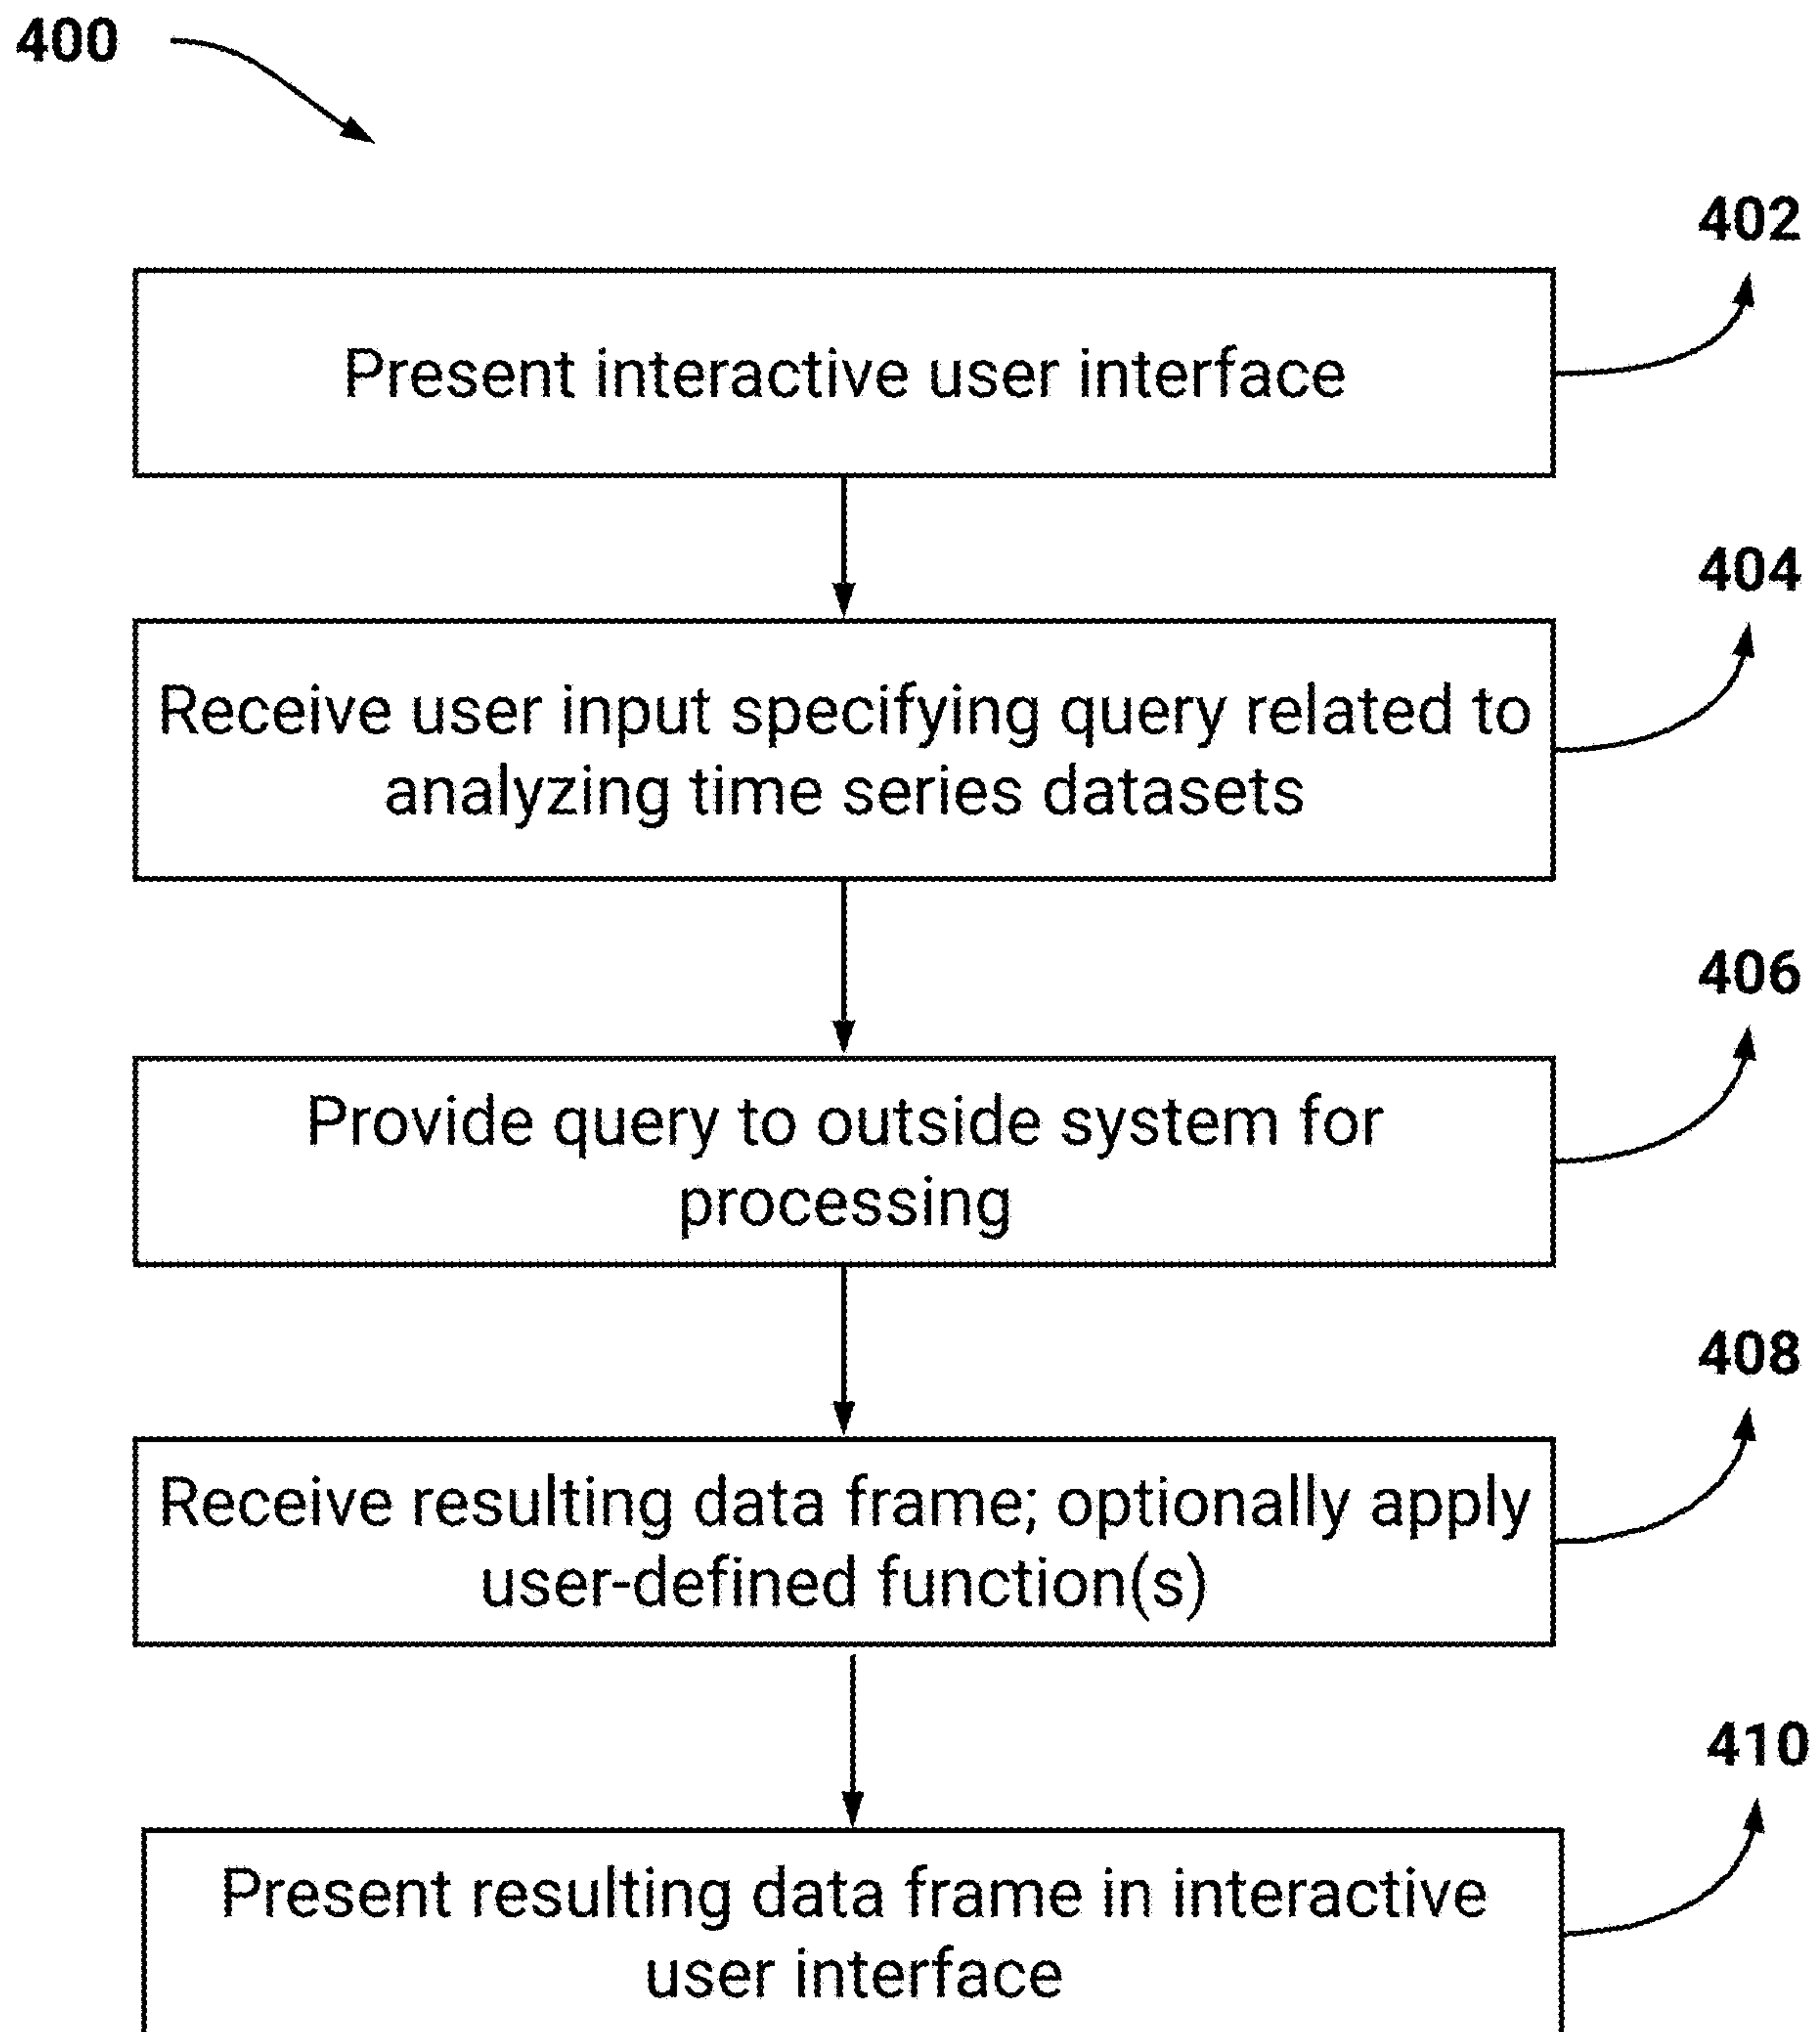 400
402
Present interactive user interface
404
Receive user input specifying query related to
analyzing time series datasets
406
Provide query to outside system for
processing
408
Receive resulting data frame; optionally apply
user-defined function(s)
410
Present resulting data frame in interactive
user interface